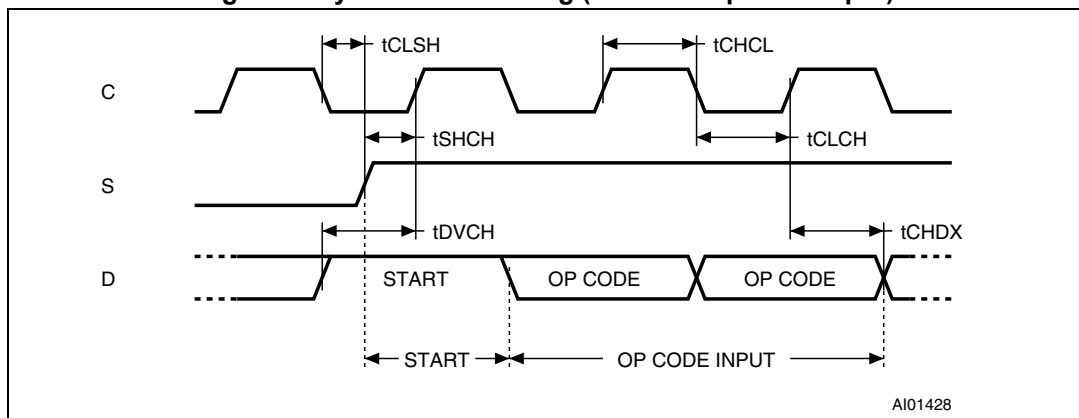 tCLSH
tCHCL
C
tSHCH
tCLCH
S
tDVCH
tCHDX
D
START
OP CODE
OP CODE
START
OP CODE INPUT
AI01428